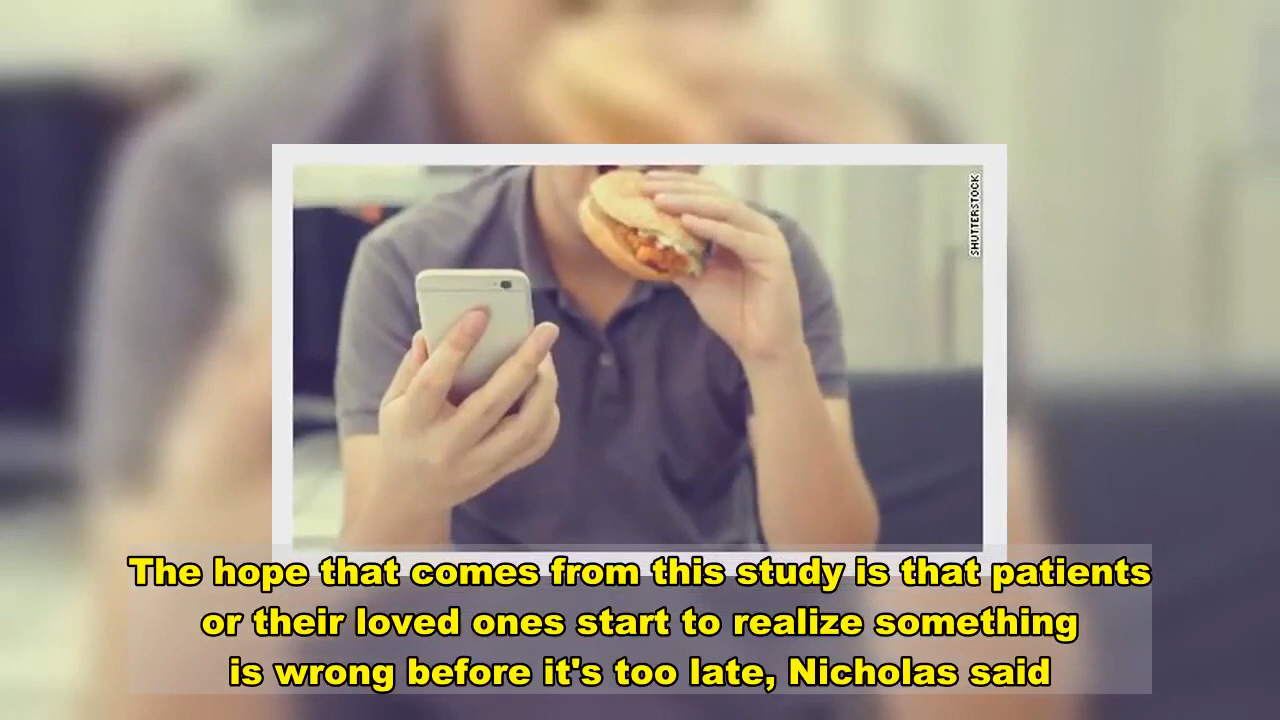 SHUTTERSTOCK
The hope that comes from this study is that patients
or their loved ones start to realize something
is wrong before it's too late, Nicholas said